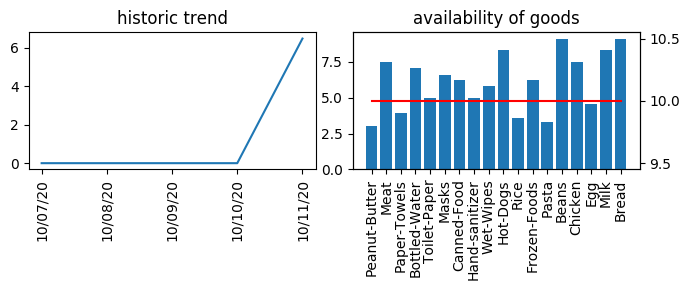 historic trend
6
4
2
0
10/07/20
10/08/20
10/09/20
10/10/20
10/11/20
availability of goods
7.5
5.0
2.5
0.0
10.5
10.0
9.5
Peanut-Butter
Meat
Paper-Towels
Bottled-Water
Toilet-Paper
Masks
Canned-Food
Hand-sanitizer
Wet-Wipes
Hot-Dogs
Rice
Frozen-Foods
Pasta
Beans
Chicken
Egg
Milk
Bread